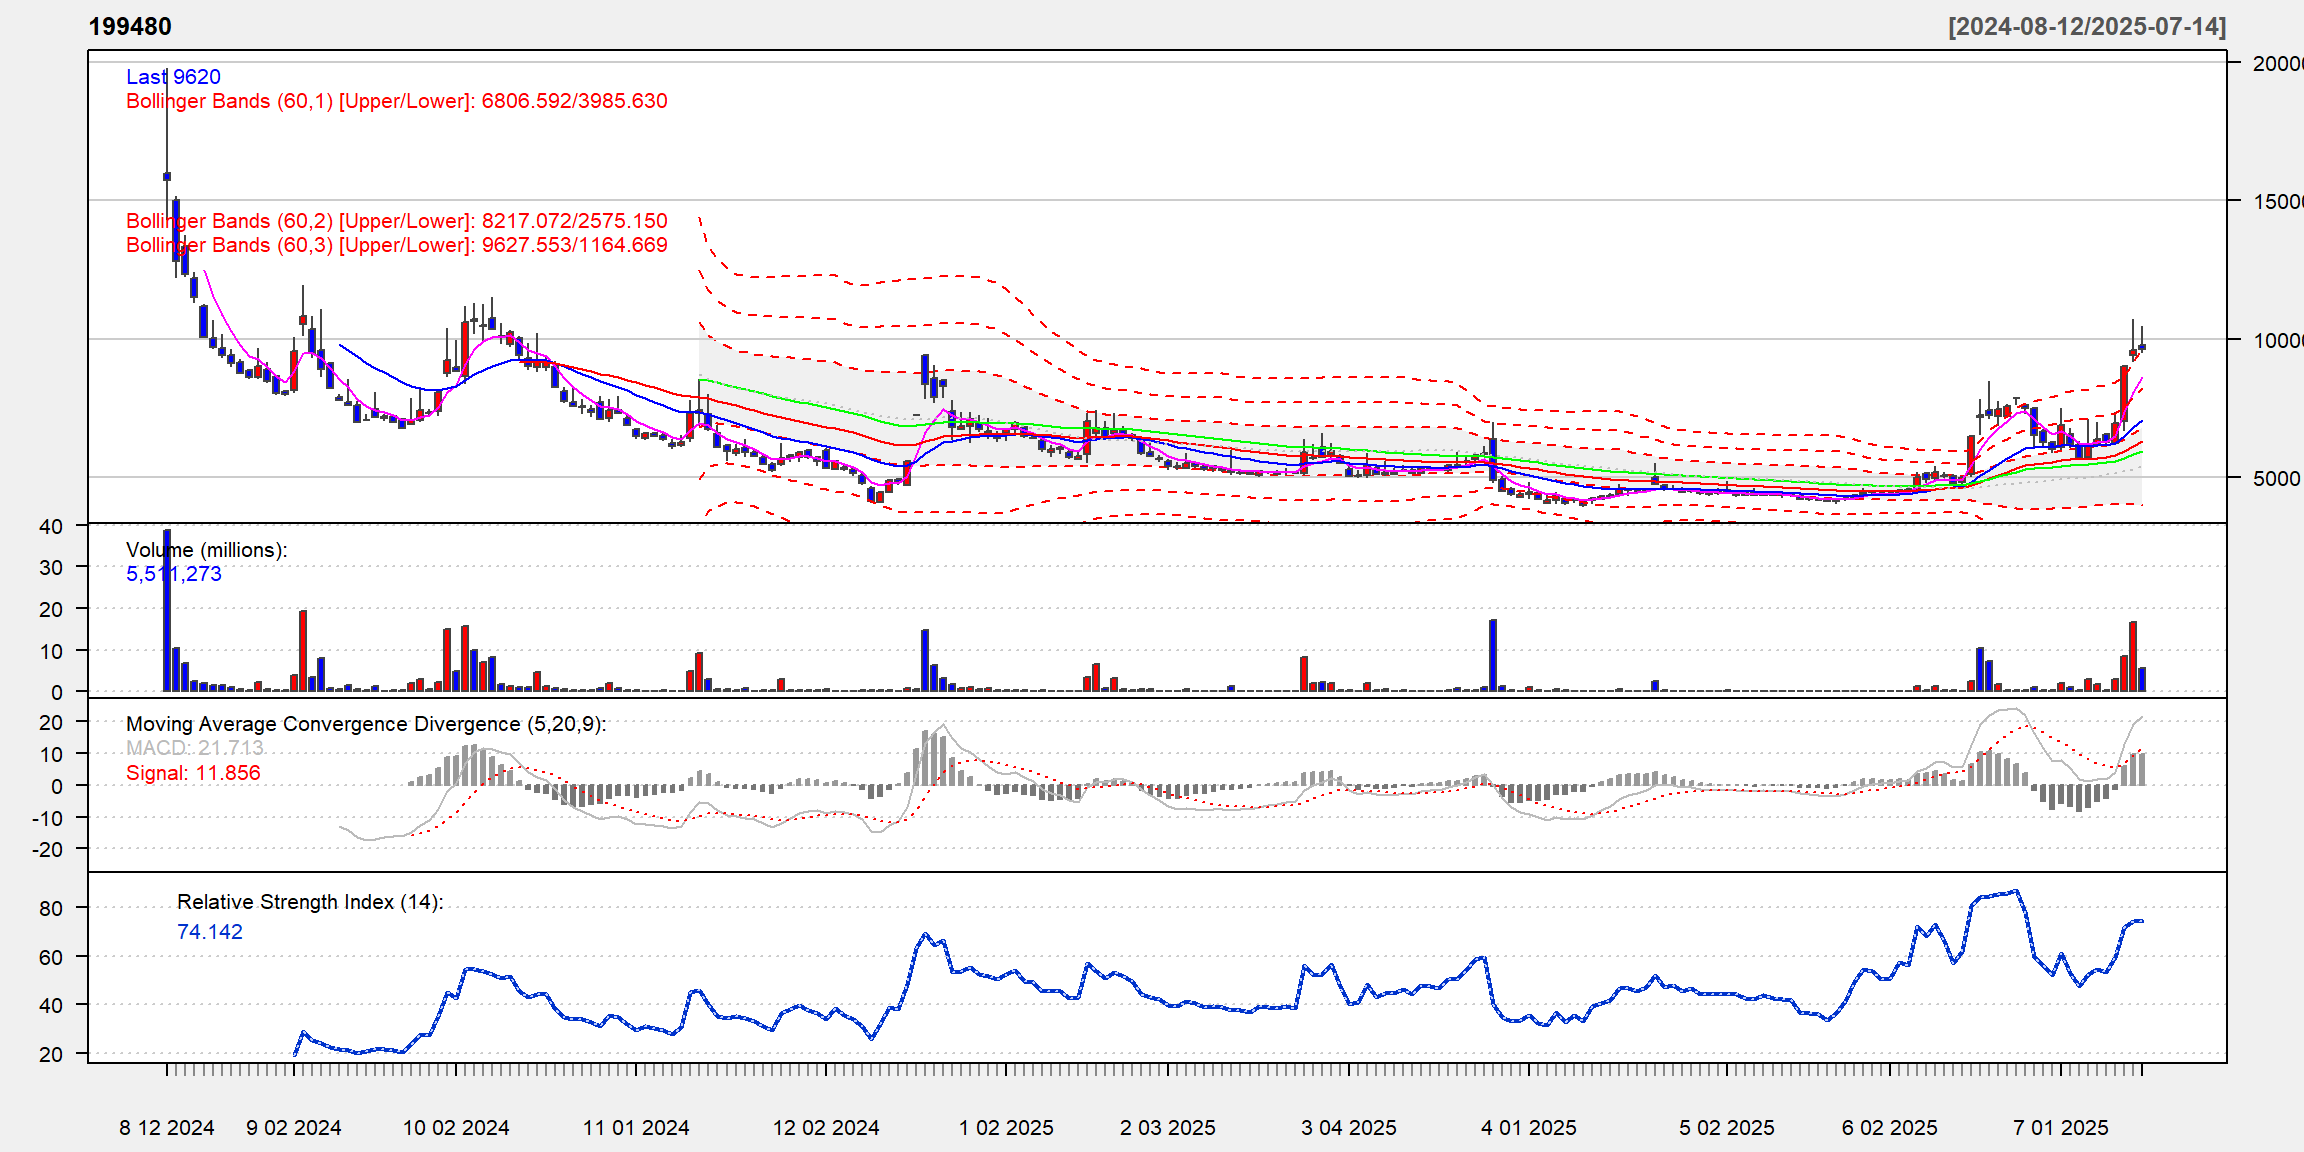 199480
[2024-08-12/2025-07-14]
Last 9620
Bollinger Bands (60,1) [Upper/Lower]: 6806.592/3985.630
Bollinger Bands (60,2) [Upper/Lower]: 8217.072/2575.150
Bollinger Bands (60,3) [Upper/Lower]: 9627.553/1164.669
20000
15000
10000
5000
Volume (millions):
5,511,273
40
30
20
10
0
Moving Average Convergence Divergence (5,20,9):
MACD: 21.713
Signal: 11.856
20
10
0
-10
-20
Relative Strength Index (14):
74.142
80
60
40
20
8 12 2024
9 02 2024
10 02 2024
11 01 2024
12 02 2024
1 02 2025
2 03 2025
3 04 2025
4 01 2025
5 02 2025
6 02 2025
7 01 2025